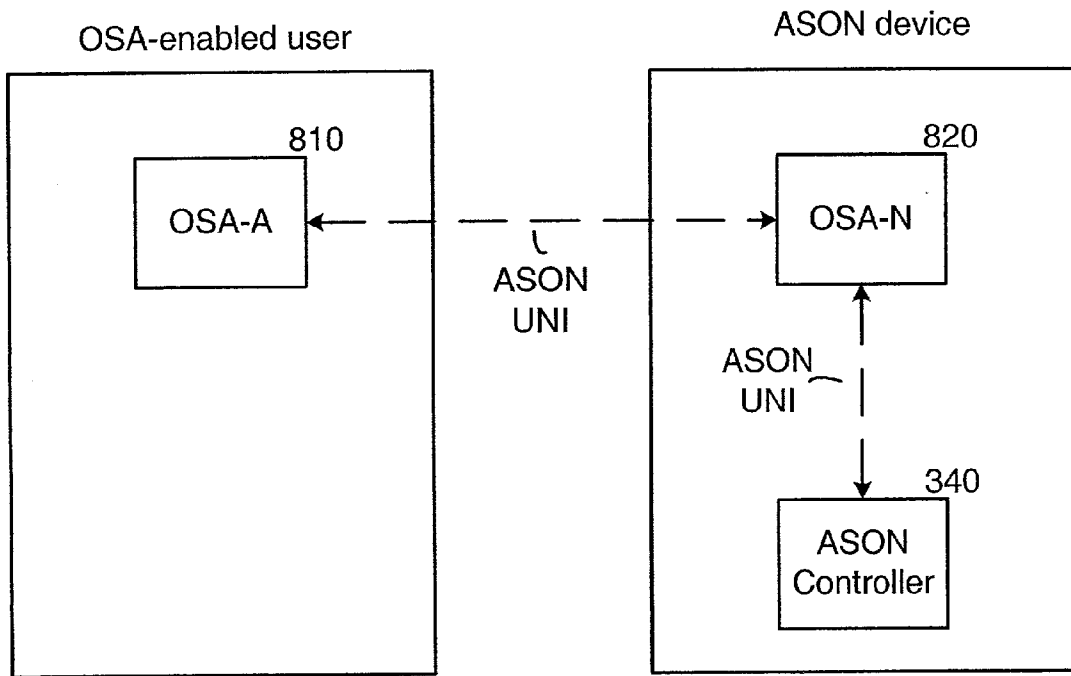 OSA-enabled user
ASON device
810
OSA-A
820
OSA-N
ASON
UNI
ASON
UNI
340
ASON
Controller